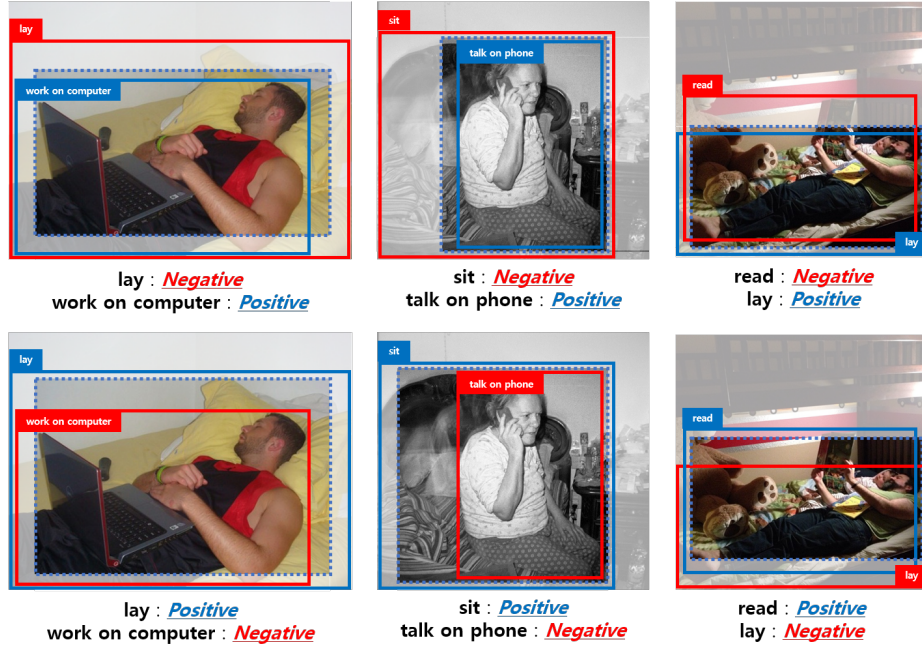 lay
work on computer
sit
talk on phone
read
lay
lay : Negative
work on computer : Positive
sit : Negative
talk on phone : Positive
read : Negative
lay : Positive
lay
work on computer
sit
talk on phone
read
lay
lay : Positive
work on computer : Negative
sit : Positive
talk on phone : Negative
read : Positive
lay : Negative